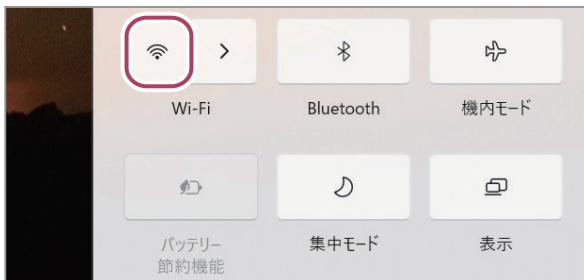 Wi-Fi
Bluetooth
機内モード
バッテリー
節約機能
集中モード
表示